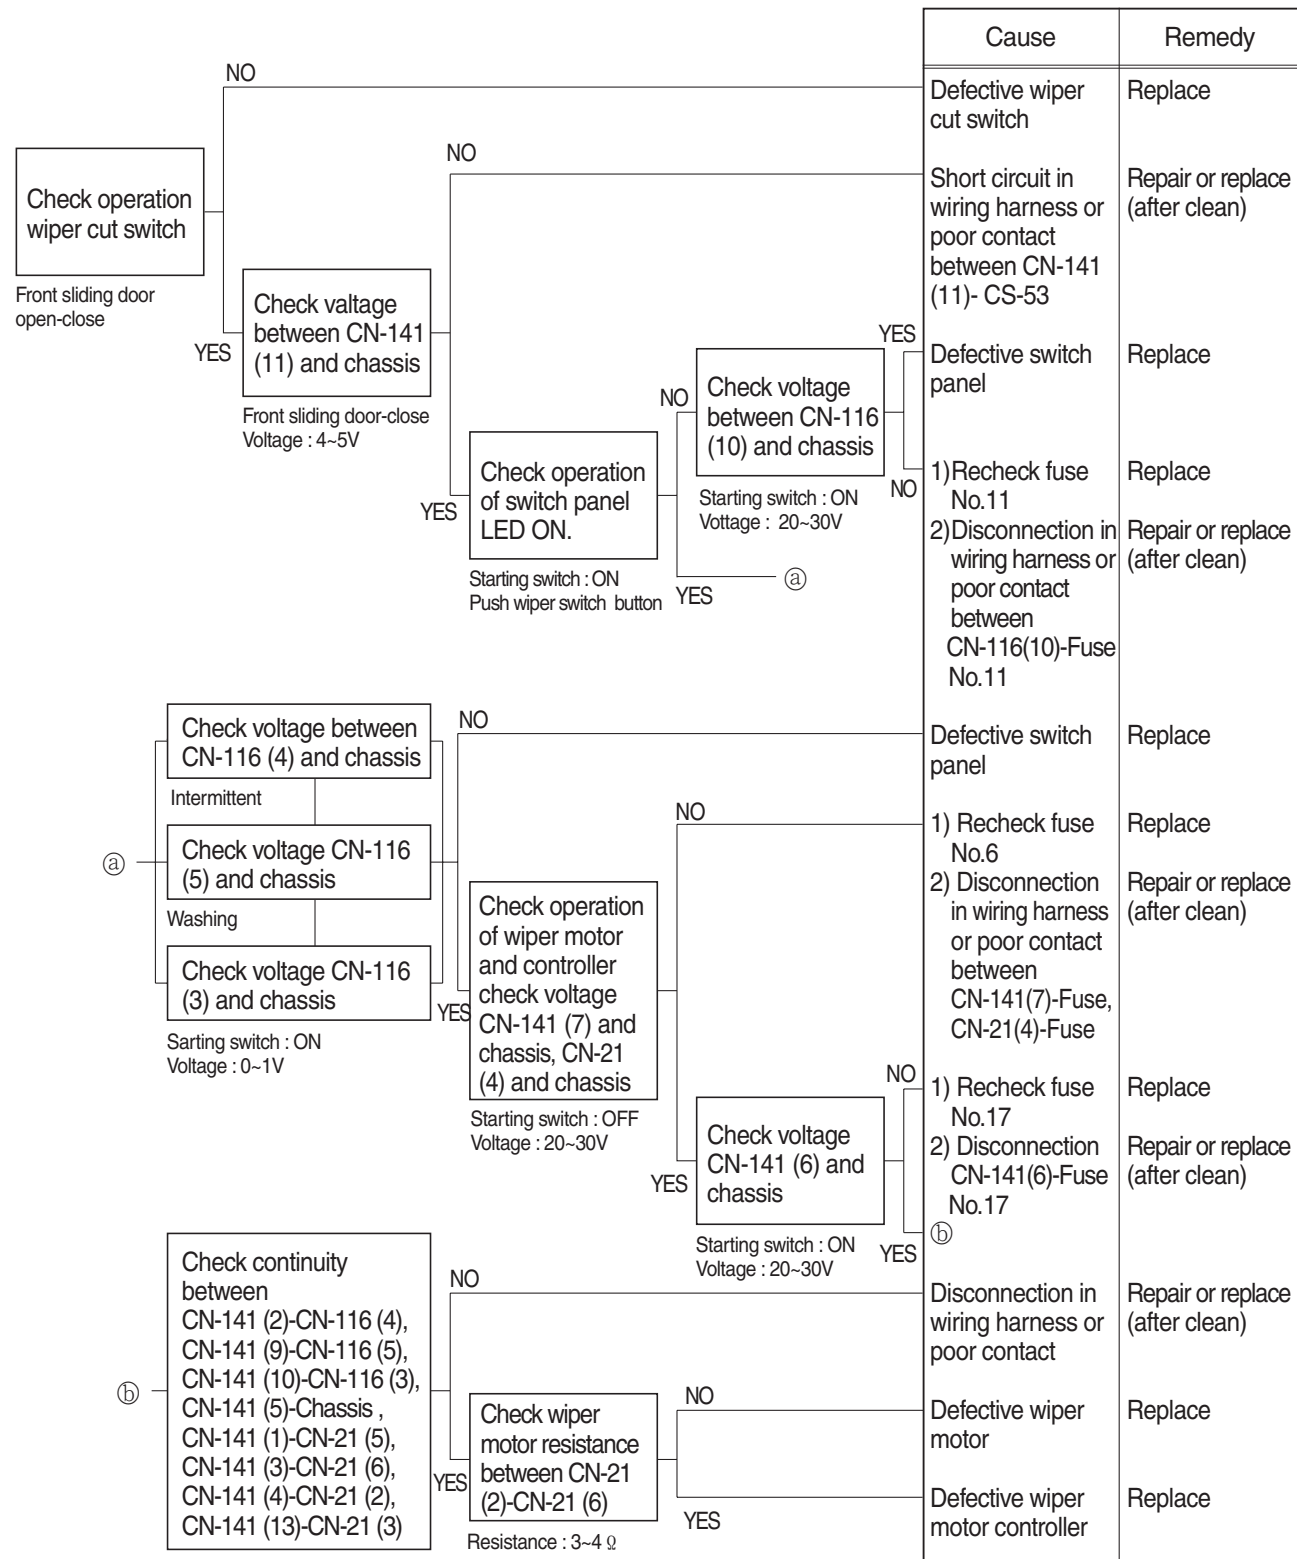 Cause
Remedy
NO
Defective wiper
cut switch
Replace
Check operation
wiper cut switch
Front sliding door
open-close
NO
Short circuit in
wiring harness or
poor contact
between CN-141
(11)- CS-53
Repair or replace
(after clean)
YES
Check valtage
between CN-141
(11) and chassis
Front sliding door-close
Voltage : 4~5V
YES
Check operation
of switch panel
LED ON.
Starting switch : ON
Push wiper switch button
NO
Check voltage
between CN-116
(10) and chassis
Starting switch : ON
Vottage : 20~30V
YES
Defective switch
panel
Replace
NO
1)Recheck fuse
No.11
Replace
2)Disconnection in
wiring harness or
poor contact
between
CN-116(10)-Fuse
No.11
Repair or replace
(after clean)
YES
ⓐ
ⓐ
Check voltage between
CN-116 (4) and chassis
Intermittent
Check voltage CN-116
(5) and chassis
Washing
Check voltage CN-116
(3) and chassis
Sarting switch : ON
Voltage : 0~1V
NO
Defective switch
panel
Replace
YES
Check operation
of wiper motor
and controller
check voltage
CN-141 (7) and
chassis, CN-21
(4) and chassis
Starting switch : OFF
Voltage : 20~30V
NO
1) Recheck fuse
No.6
Replace
2) Disconnection
in wiring harness
or poor contact
between
CN-141(7)-Fuse,
CN-21(4)-Fuse
Repair or replace
(after clean)
YES
Check voltage
CN-141 (6) and
chassis
Starting switch : ON
Voltage : 20~30V
NO
1) Recheck fuse
No.17
Replace
2) Disconnection
CN-141(6)-Fuse
No.17
Repair or replace
(after clean)
YES
ⓑ
ⓑ
Check continuity
between
CN-141 (2)-CN-116 (4),
CN-141 (9)-CN-116 (5),
CN-141 (10)-CN-116 (3),
CN-141 (5)-Chassis ,
CN-141 (1)-CN-21 (5),
CN-141 (3)-CN-21 (6),
CN-141 (4)-CN-21 (2),
CN-141 (13)-CN-21 (3)
NO
Disconnection in
wiring harness or
poor contact
Repair or replace
(after clean)
YES
Check wiper
motor resistance
between CN-21
(2)-CN-21 (6)
Resistance : 3~4 Ω
NO
Defective wiper
motor
Replace
YES
Defective wiper
motor controller
Replace